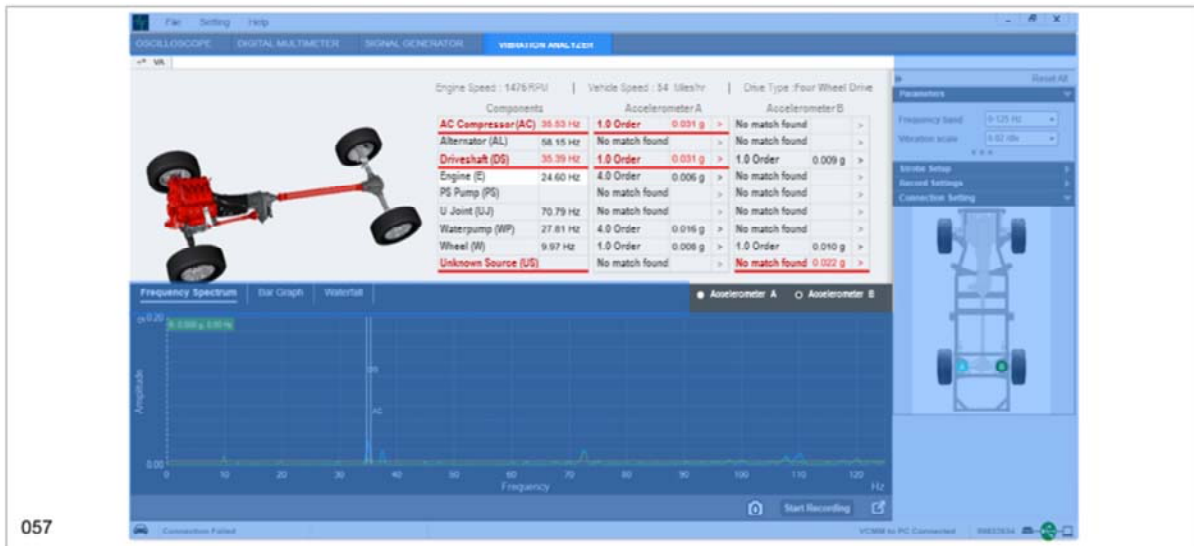 File Setting Help
OSCILLOSCOPE DIGITAL MULTIMETER SIGNAL GENERATOR VIBRATION ANALYZER
VA
Reset All
Engine Speed : 1476 RPM | Vehicle Speed : 54 Miles/hr | Drive Type :Four Wheel Drive
Components Accelerometer A Accelerometer B
AC Compressor (AC) 35.53 Hz 1.0 Order 0.031 g > No match found >
Alternator (AL) 58.15 Hz No match found > No match found >
Driveshaft (DS) 35.39 Hz 1.0 Order 0.031 g > 1.0 Order 0.009 g >
Engine (E) 24.60 Hz 4.0 Order 0.006 g > No match found >
PS Pump (PS) No match found > No match found >
U Joint (UJ) 70.79 Hz No match found > No match found >
Waterpump (WP) 27.81 Hz 4.0 Order 0.016 g > No match found >
Wheel (W) 9.97 Hz 1.0 Order 0.008 g > 1.0 Order 0.010 g >
Unknown Source (US) No match found > No match found 0.022 g >
Parameters
Frequency band 0-125 Hz
Vibration scale 0.02 /div
Strobe Setup
Record Settings
Connection Setting
A B
Frequency Spectrum Bar Graph Waterfall Accelerometer A Accelerometer B
g 0.20
DS
AC
Amplitude
0.00
0 10 20 30 40 50 60 70 80 90 100 110 120
Frequency Hz
Start Recording
Connection Failed VCMM to PC Connected
057